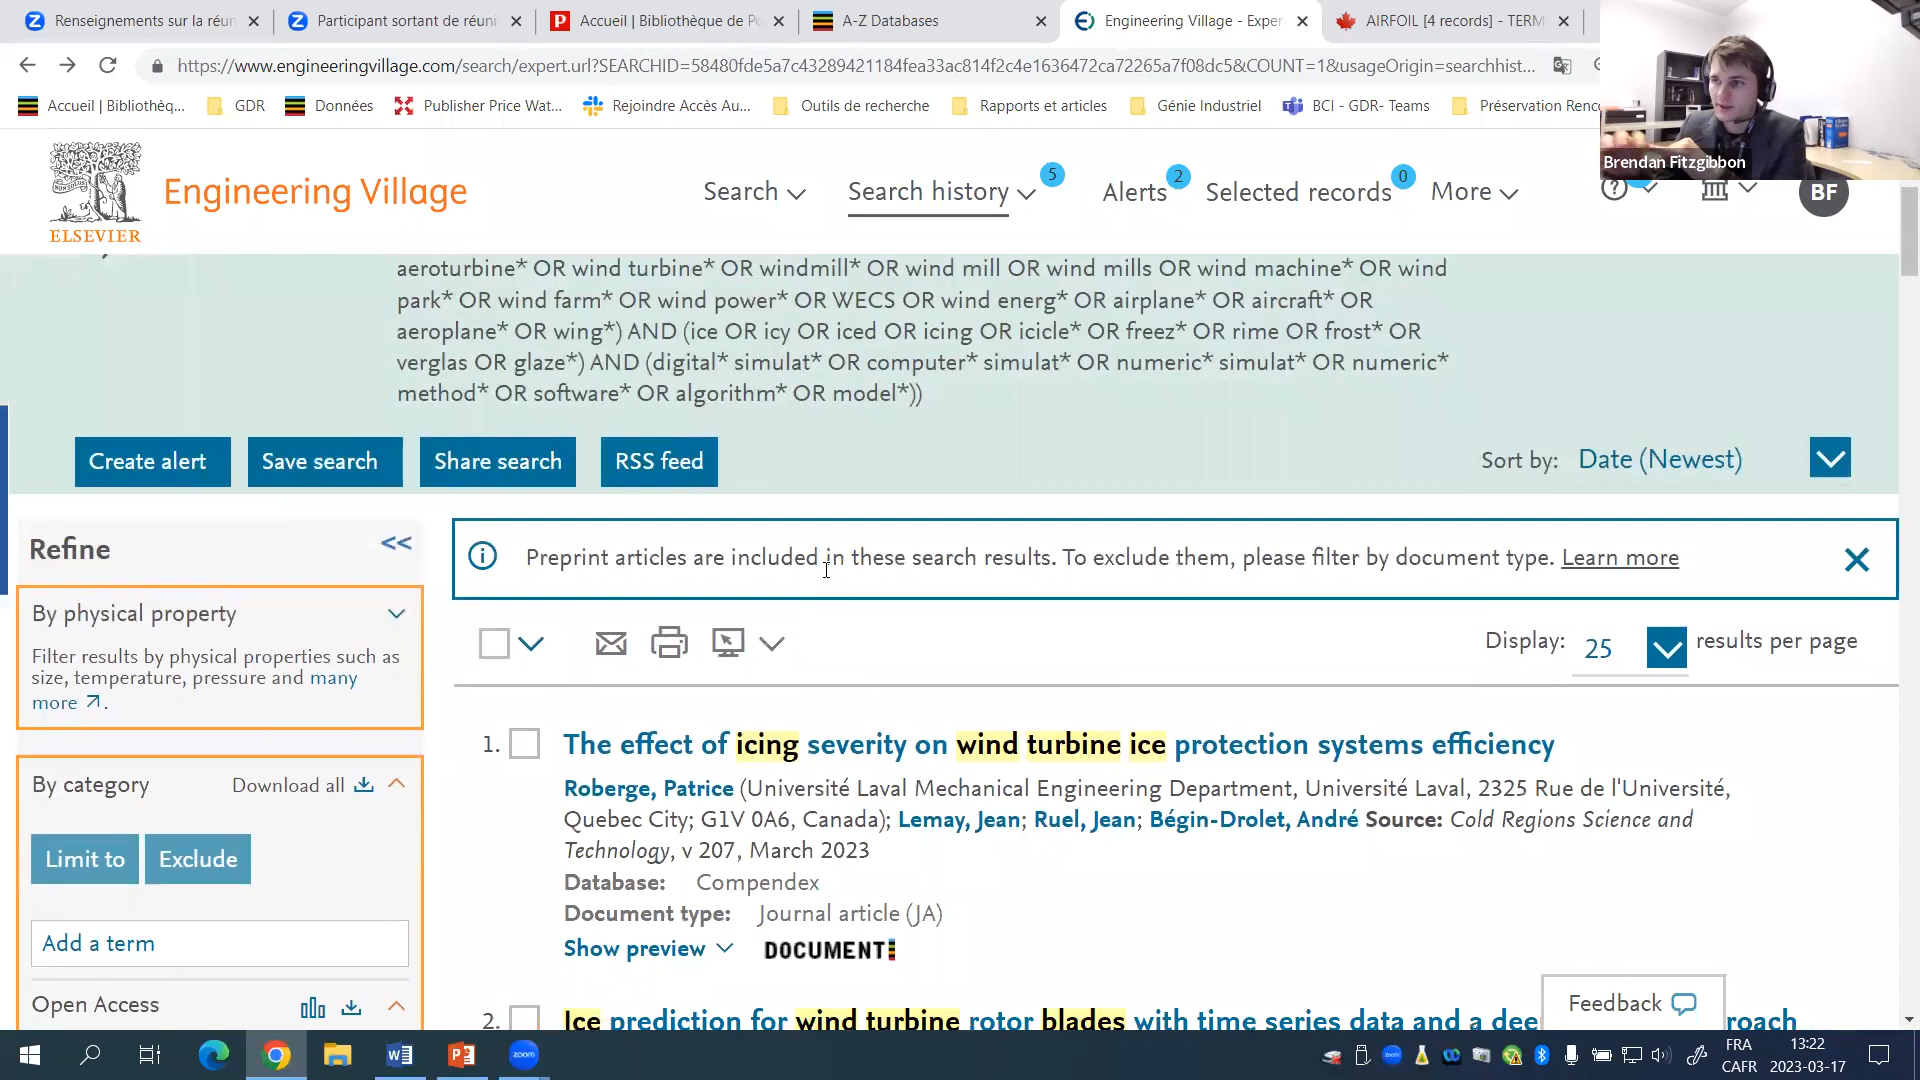 Renseignements sur la réun
Participant sortant de réuni
Accueil | Bibliothèque de Po
A-Z Databases
Engineering Village - Exper
AIRFOIL [4 records] - TERM
https://www.engineeringvillage.com/search/expert.url?SEARCHID=58480fde5a7c43289421184fea33ac814f2c4e1636472ca72265a7f08dc5&COUNT=1&usageOrigin=searchhist...
Accueil | Bibliothèq...
GDR
Données
Publisher Price Wat...
Rejoindre Accès Au...
Outils de recherche
Rapports et articles
Génie Industriel
BCI - GDR- Teams
Préservation Renc
Brendan Fitzgibbon
ELSEVIER
Engineering Village
Search
Search history
5
Alerts
2
Selected records
0
More
BF
aeroturbine* OR wind turbine* OR windmill* OR wind mill OR wind mills OR wind machine* OR wind
park* OR wind farm* OR wind power* OR WECS OR wind energ* OR airplane* OR aircraft* OR
aeroplane* OR wing*) AND (ice OR icy OR iced OR icing OR icicle* OR freez* OR rime OR frost* OR
verglas OR glaze*) AND (digital* simulat* OR computer* simulat* OR numeric* simulat* OR numeric*
method* OR software* OR algorithm* OR model*))
Create alert
Save search
Share search
RSS feed
Sort by:
Date (Newest)
Refine
<<
By physical property
Filter results by physical properties such as
size, temperature, pressure and many
more
.
By category
Download all
Limit to
Exclude
Add a term
Open Access
Preprint articles are included in these search results. To exclude them, please filter by document type. Learn more
Display:
25
results per page
1.
The effect of icing severity on wind turbine ice protection systems efficiency
Roberge, Patrice (Université Laval Mechanical Engineering Department, Université Laval, 2325 Rue de l'Université,
Quebec City; G1V 0A6, Canada); Lemay, Jean; Ruel, Jean; Bégin-Drolet, André Source: Cold Regions Science and
Technology, v 207, March 2023
Database: Compendex
Document type: Journal article (JA)
Show preview
DOCUMENT
2.
Ice prediction for wind turbine rotor blades with time series data and a dee
roach
Feedback
zoom
FRA
CAFR
13:22
2023-03-17